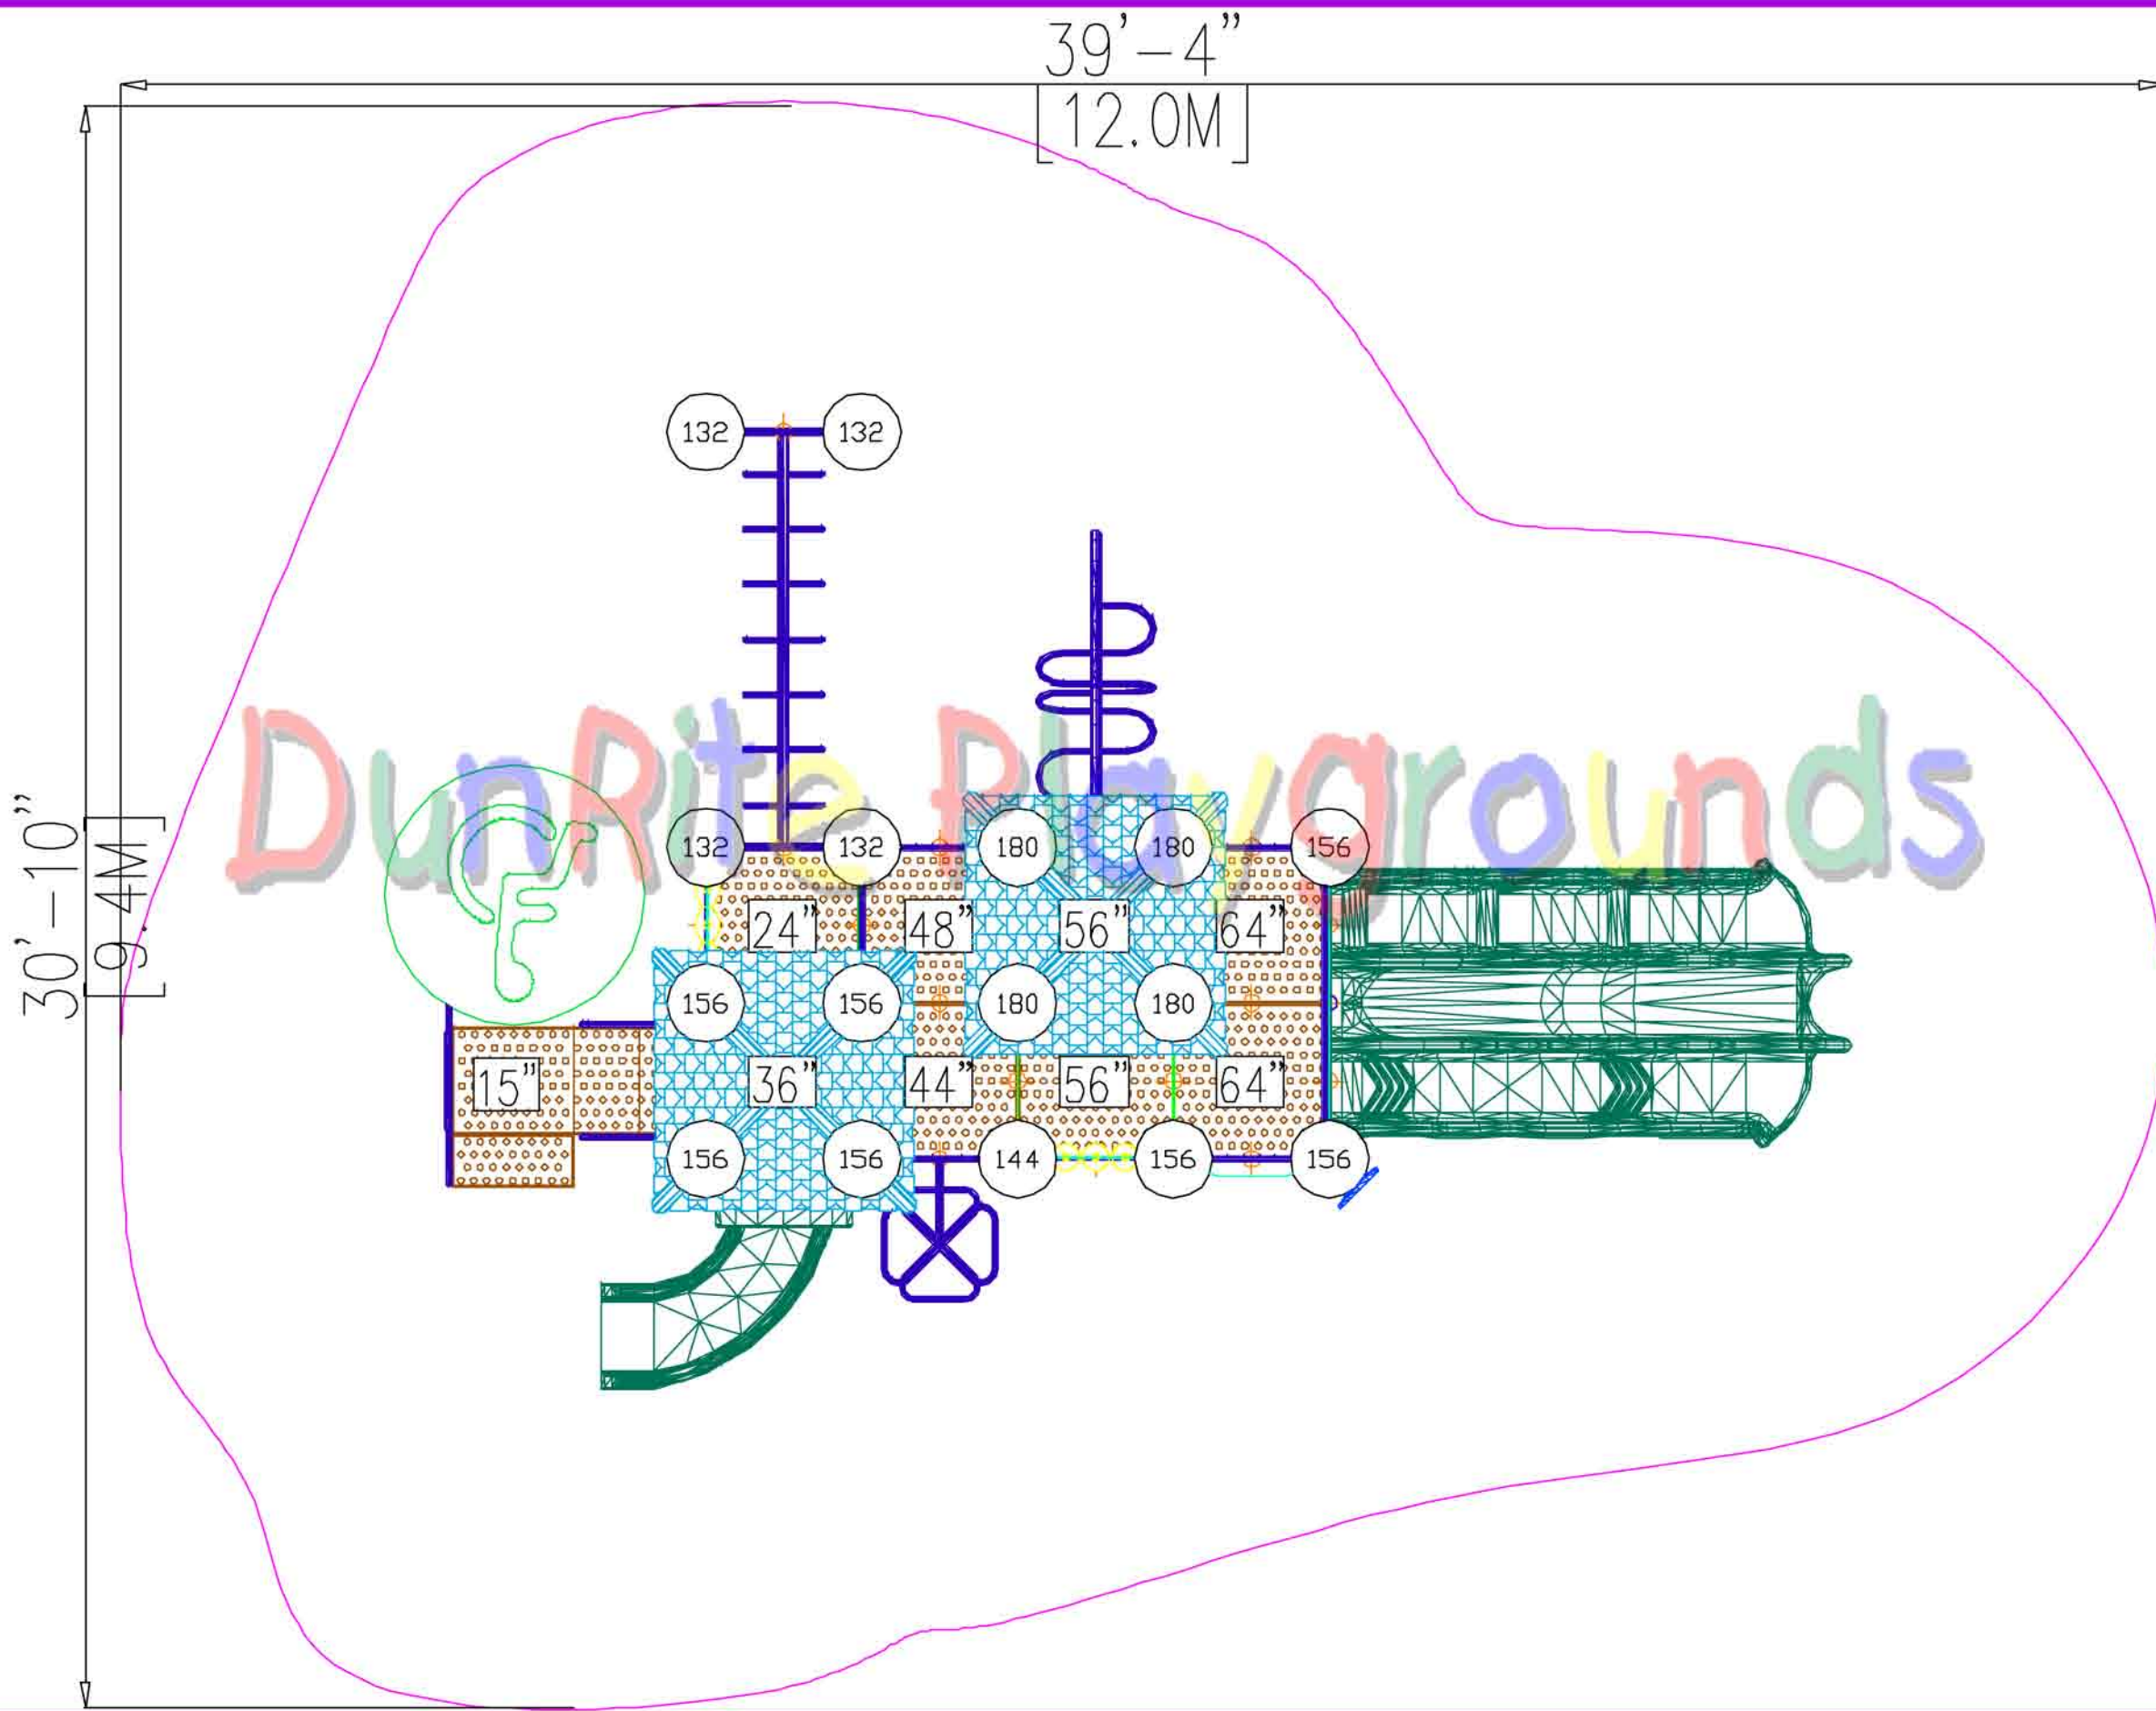 39'-4"
[12.0M]
132 132
DunRite Playgrounds
30'-10"
[9.4M]
132 132 180 180 156
24" 48" 56" 64"
156 156 180 180
15" 36" 44" 56" 64"
156 156 144 156 156